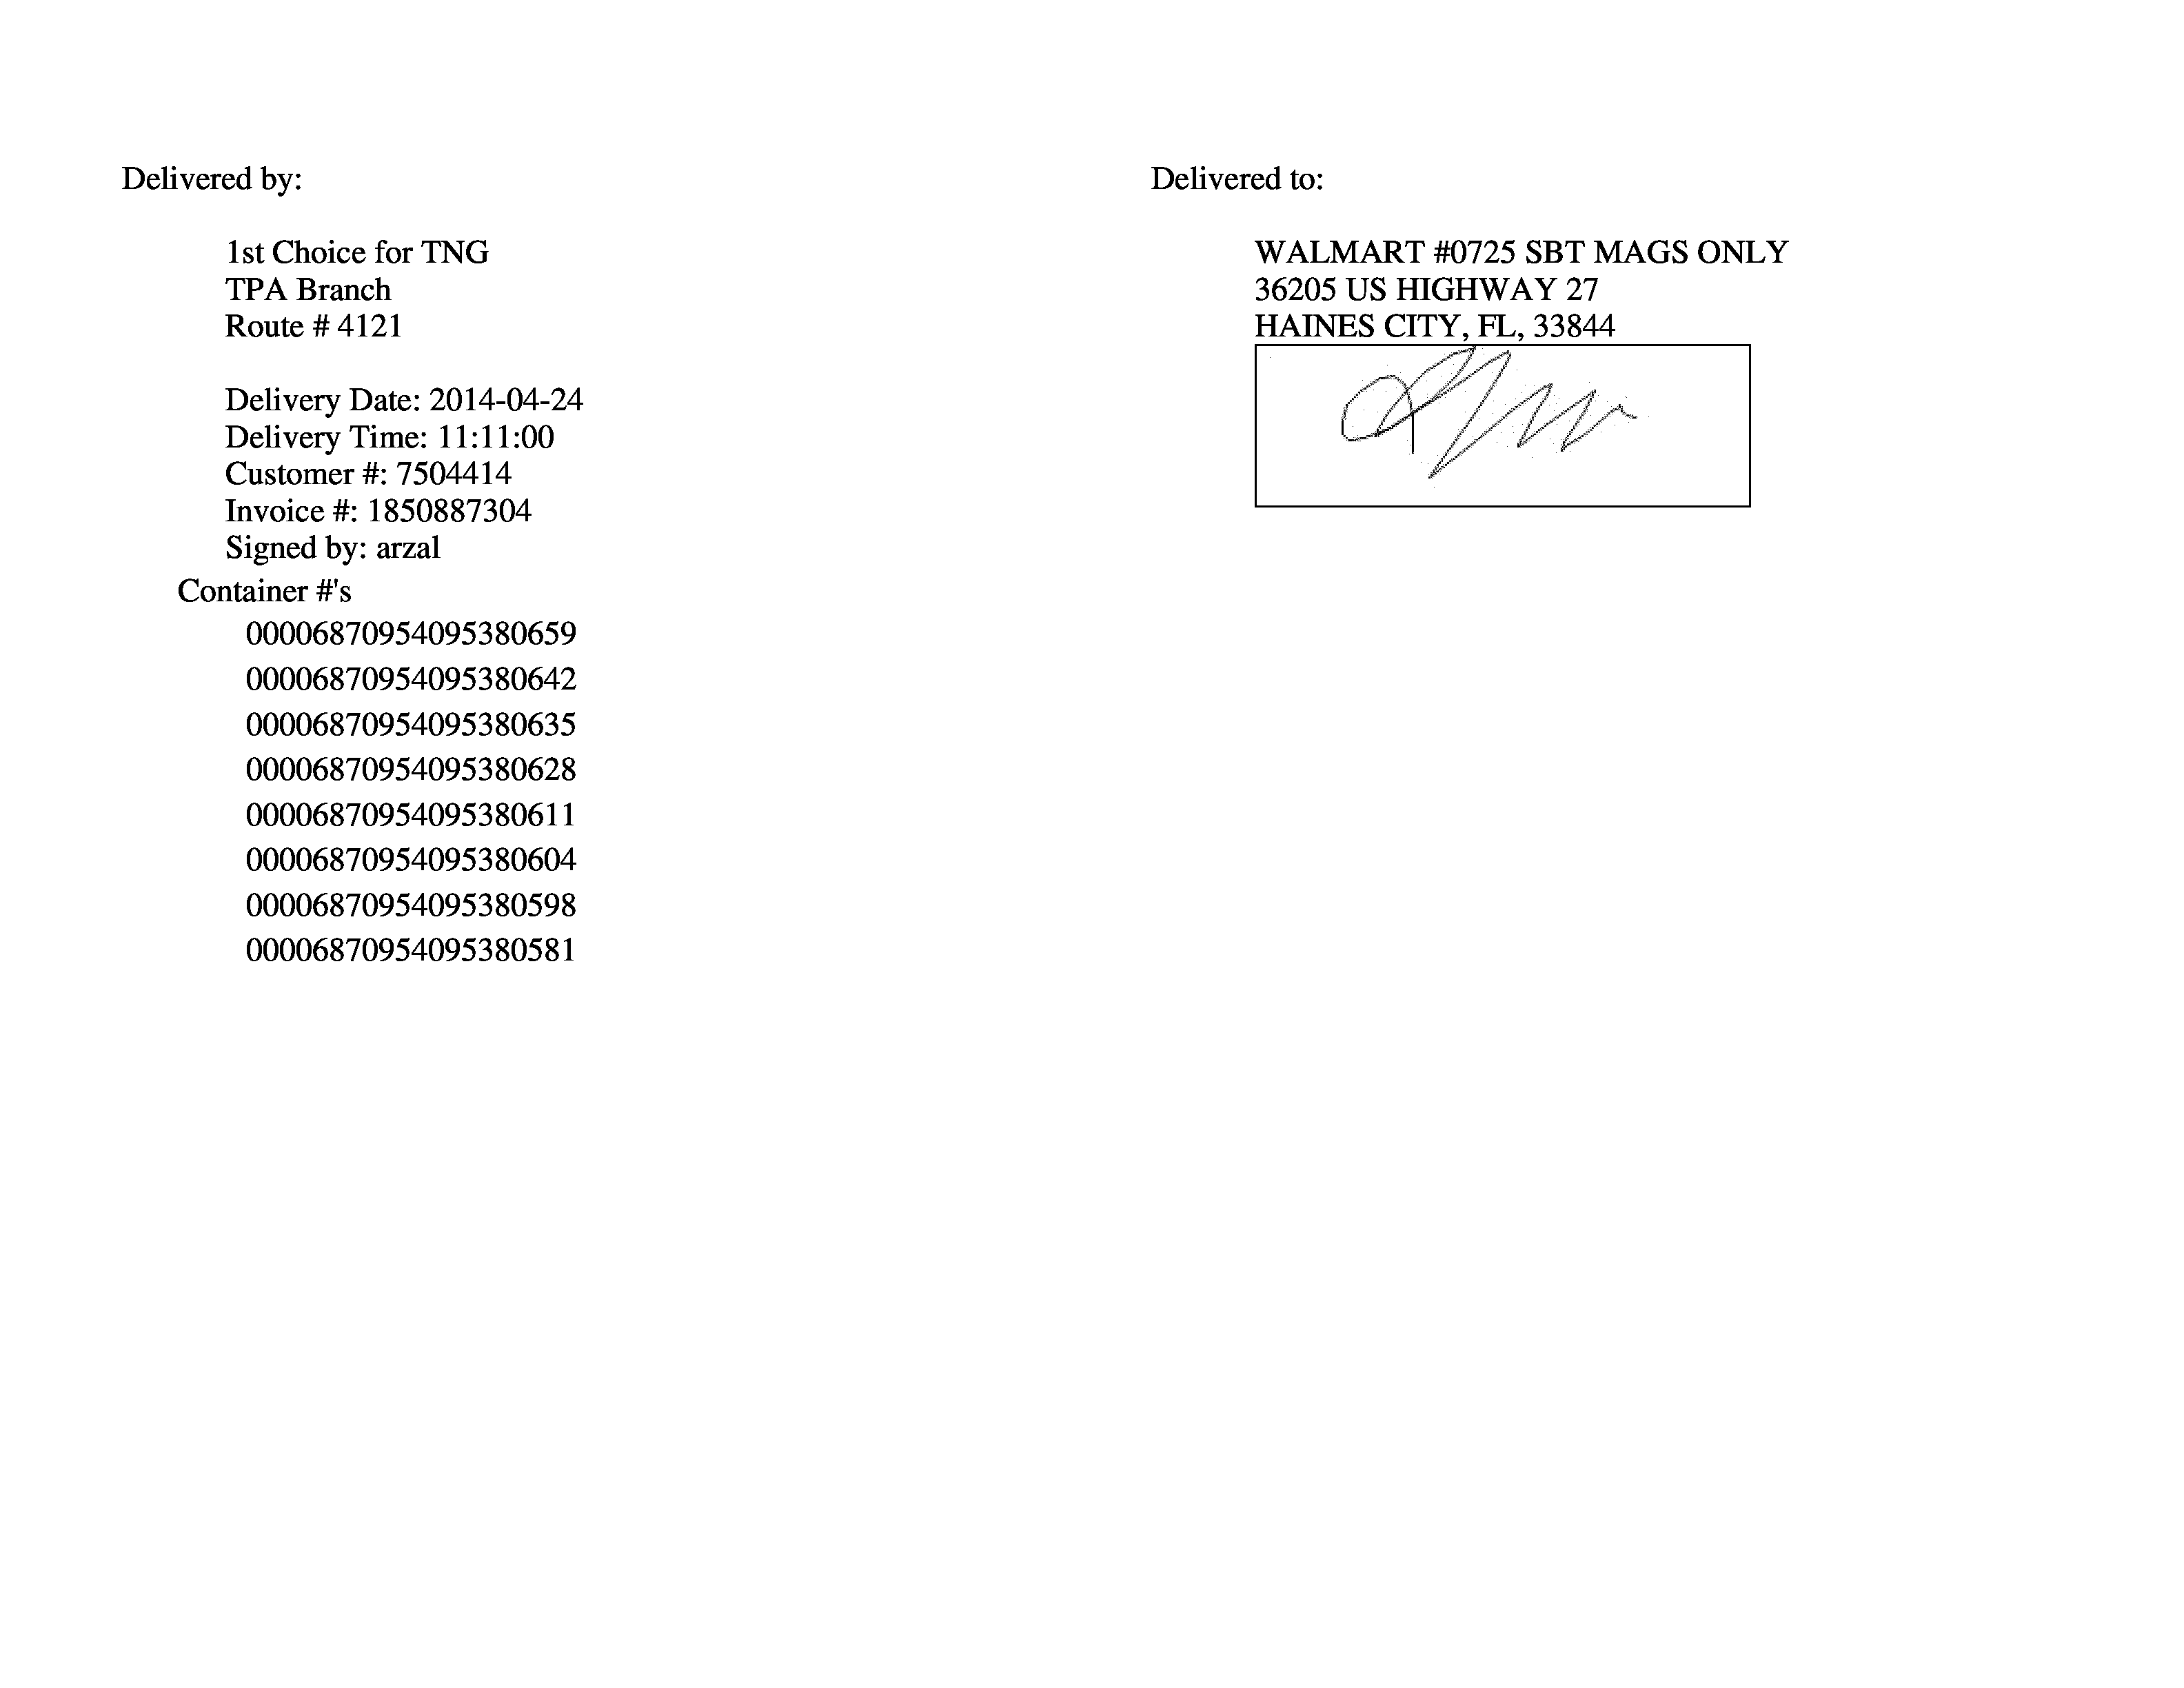 Delivered by:
1st Choice for TNG
TPA Branch
Route # 4121
Delivery Date: 2014-04-24
Delivery Time: 11:11:00
Customer #: 7504414
Invoice #: 1850887304
Signed by: arzal
Container #'s
00006870954095380659
00006870954095380642
00006870954095380635
00006870954095380628
00006870954095380611
00006870954095380604
00006870954095380598
00006870954095380581
Delivered to:
WALMART #0725 SBT MAGS ONLY
36205 US HIGHWAY 27
HAINES CITY, FL, 33844